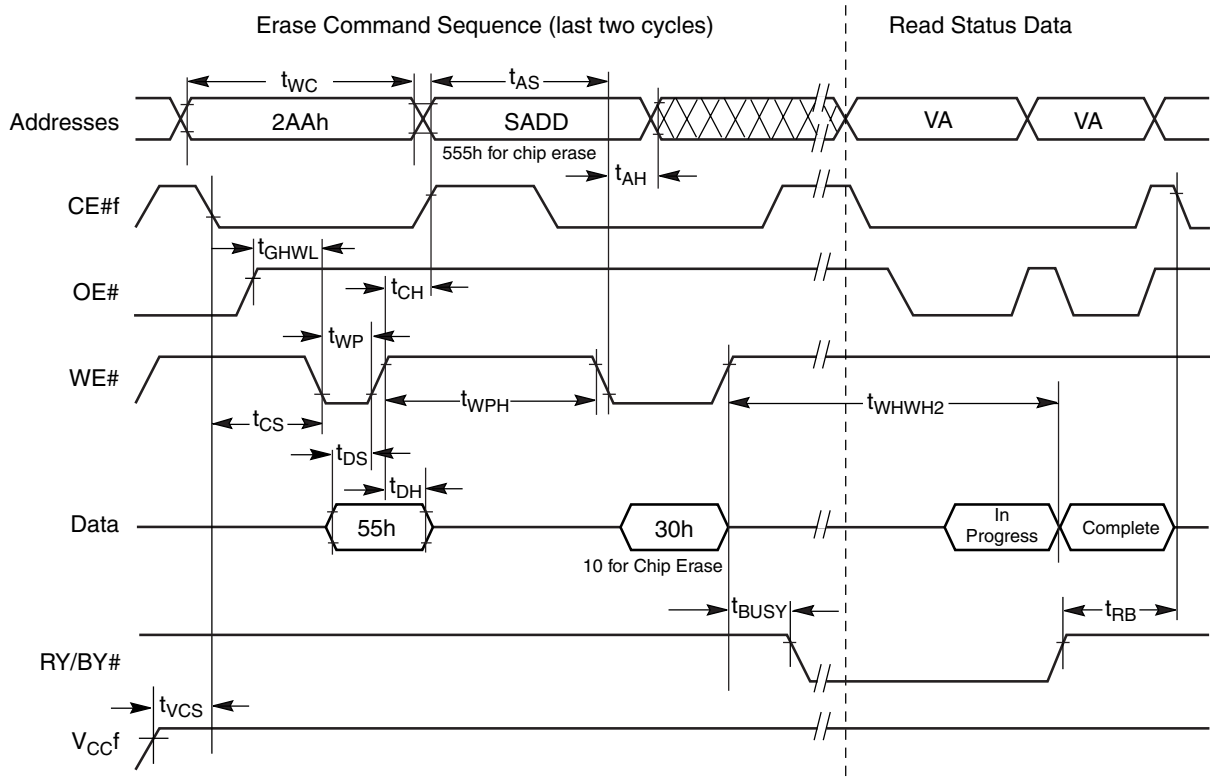 Erase Command Sequence (last two cycles)
Read Status Data
tWC
tAS
Addresses
2AAh
SADD
VA
VA
555h for chip erase
tAH
CE#f
tGHWL
OE#
tCH
tWP
WE#
tWPH
tWHWH2
tCS
tDS
tDH
Data
55h
30h
In
Progress
Complete
10 for Chip Erase
tBUSY
tRB
RY/BY#
tVCS
VCCf